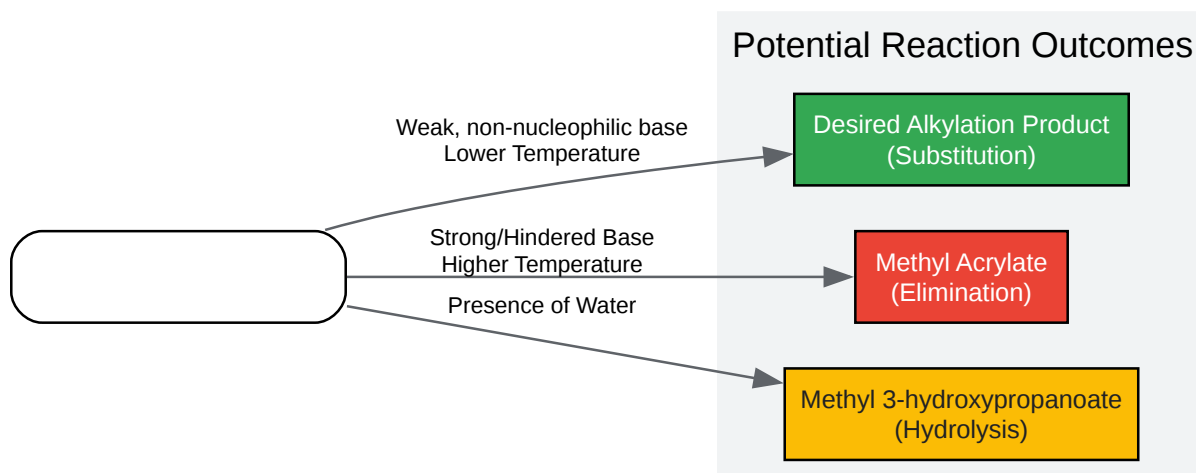 Potential Reaction Outcomes
Weak, non-nucleophilic base
Lower Temperature
Desired Alkylation Product
(Substitution)
Strong/Hindered Base
Higher Temperature
Methyl Acrylate
(Elimination)
Presence of Water
Methyl 3-hydroxypropanoate
(Hydrolysis)